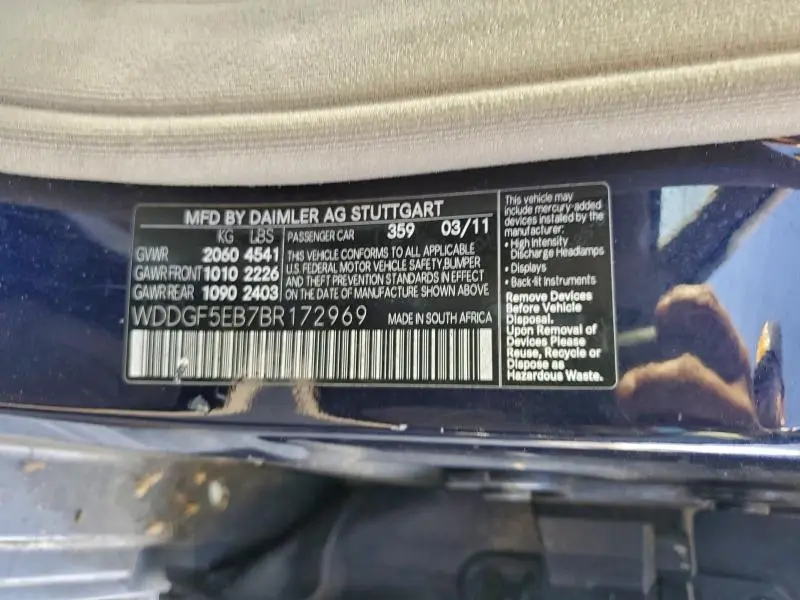 MFD BY DAIMLER AG STUTTGART
KG LBS
GVWR 2060 4541
GAWR FRONT 1010 2226
GAWR REAR 1090 2403
PASSENGER CAR 359 03/11
THIS VEHICLE CONFORMS TO ALL APPLICABLE
U.S. FEDERAL MOTOR VEHICLE SAFETY,BUMPER
AND THEFT PREVENTION STANDARDS IN EFFECT
ON THE DATE OF MANUFACTURE SHOWN ABOVE
WDDGF5EB7BR172969 MADE IN SOUTH AFRICA
This vehicle may
include mercury-added
devices installed by the
manufacturer:
• High Intensity
Discharge Headlamps
• Displays
• Back-lit Instruments
Remove Devices
Before Vehicle
Disposal.
Upon Removal of
Devices Please
Reuse, Recycle or
Dispose as
Hazardous Waste.